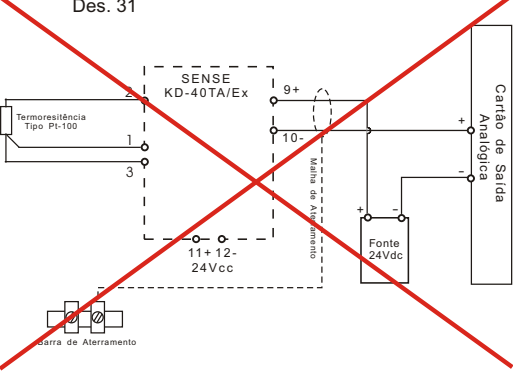 Des. 31
SENSE
KD-40TA/Ex
2
9+
Termoresitência
Tipo Pt-100
1
3
10-
+
-
Malha de Aterramento
Cartão de Saída
Analógica
+
-
Fonte
24Vdc
11+ 12-
24Vcc
Barra de Aterramento